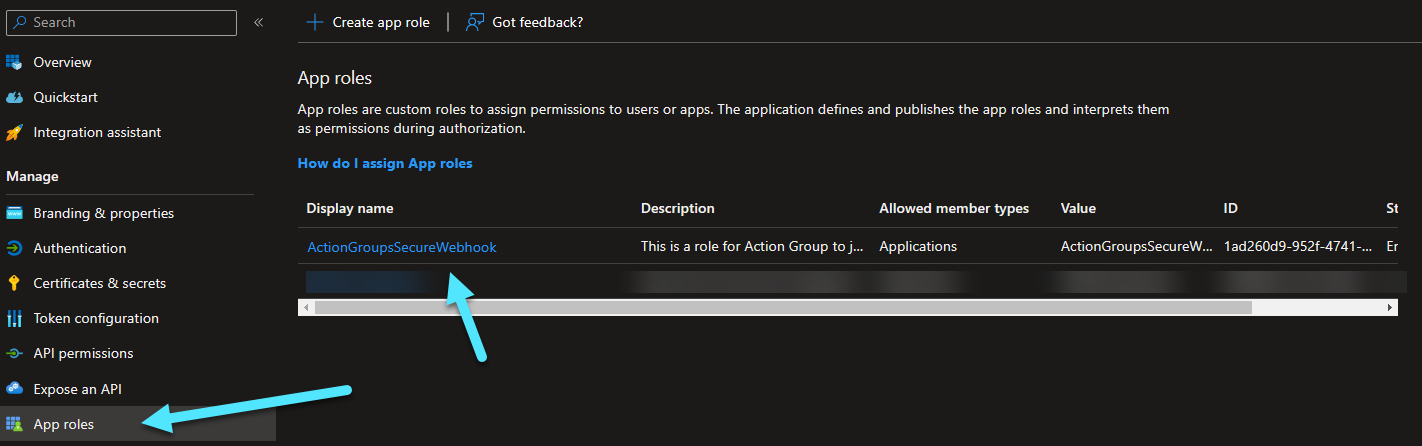 Search
Create app role
Got feedback?
Overview
Quickstart
Integration assistant
Manage
Branding & properties
Authentication
Certificates & secrets
Token configuration
API permissions
Expose an API
App roles
App roles
App roles are custom roles to assign permissions to users or apps. The application defines and publishes the app roles and interprets them
as permissions during authorization.
How do I assign App roles
Display name Description Allowed member types Value ID St
ActionGroupsSecureWebhook This is a role for Action Group to j... Applications ActionGroupsSecureW... 1ad260d9-952f-4741-... Er